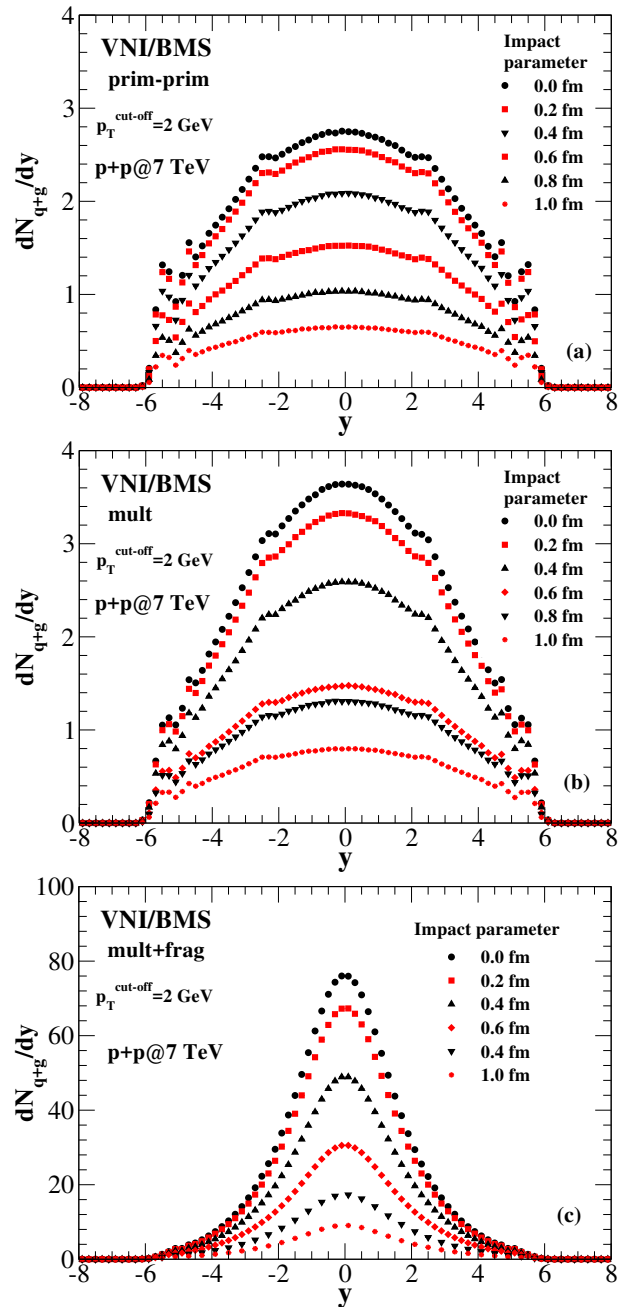 4
3
2
1
0
dN_{q+g}/dy
VNI/BMS
prim-prim
p_T^{cut-off}=2 GeV
p+p@7 TeV
Impact
parameter
0.0 fm
0.2 fm
0.4 fm
0.6 fm
0.8 fm
1.0 fm
(a)
-8 -6 -4 -2 0 2 4 6 8
y
4
3
2
1
0
dN_{q+g}/dy
VNI/BMS
mult
p_T^{cut-off}=2 GeV
p+p@7 TeV
Impact
parameter
0.0 fm
0.2 fm
0.4 fm
0.6 fm
0.8 fm
1.0 fm
(b)
-8 -6 -4 -2 0 2 4 6 8
y
100
80
60
40
20
0
dN_{q+g}/dy
VNI/BMS
mult+frag
p_T^{cut-off}=2 GeV
p+p@7 TeV
Impact parameter
0.0 fm
0.2 fm
0.4 fm
0.6 fm
0.4 fm
1.0 fm
(c)
-8 -6 -4 -2 0 2 4 6 8
y